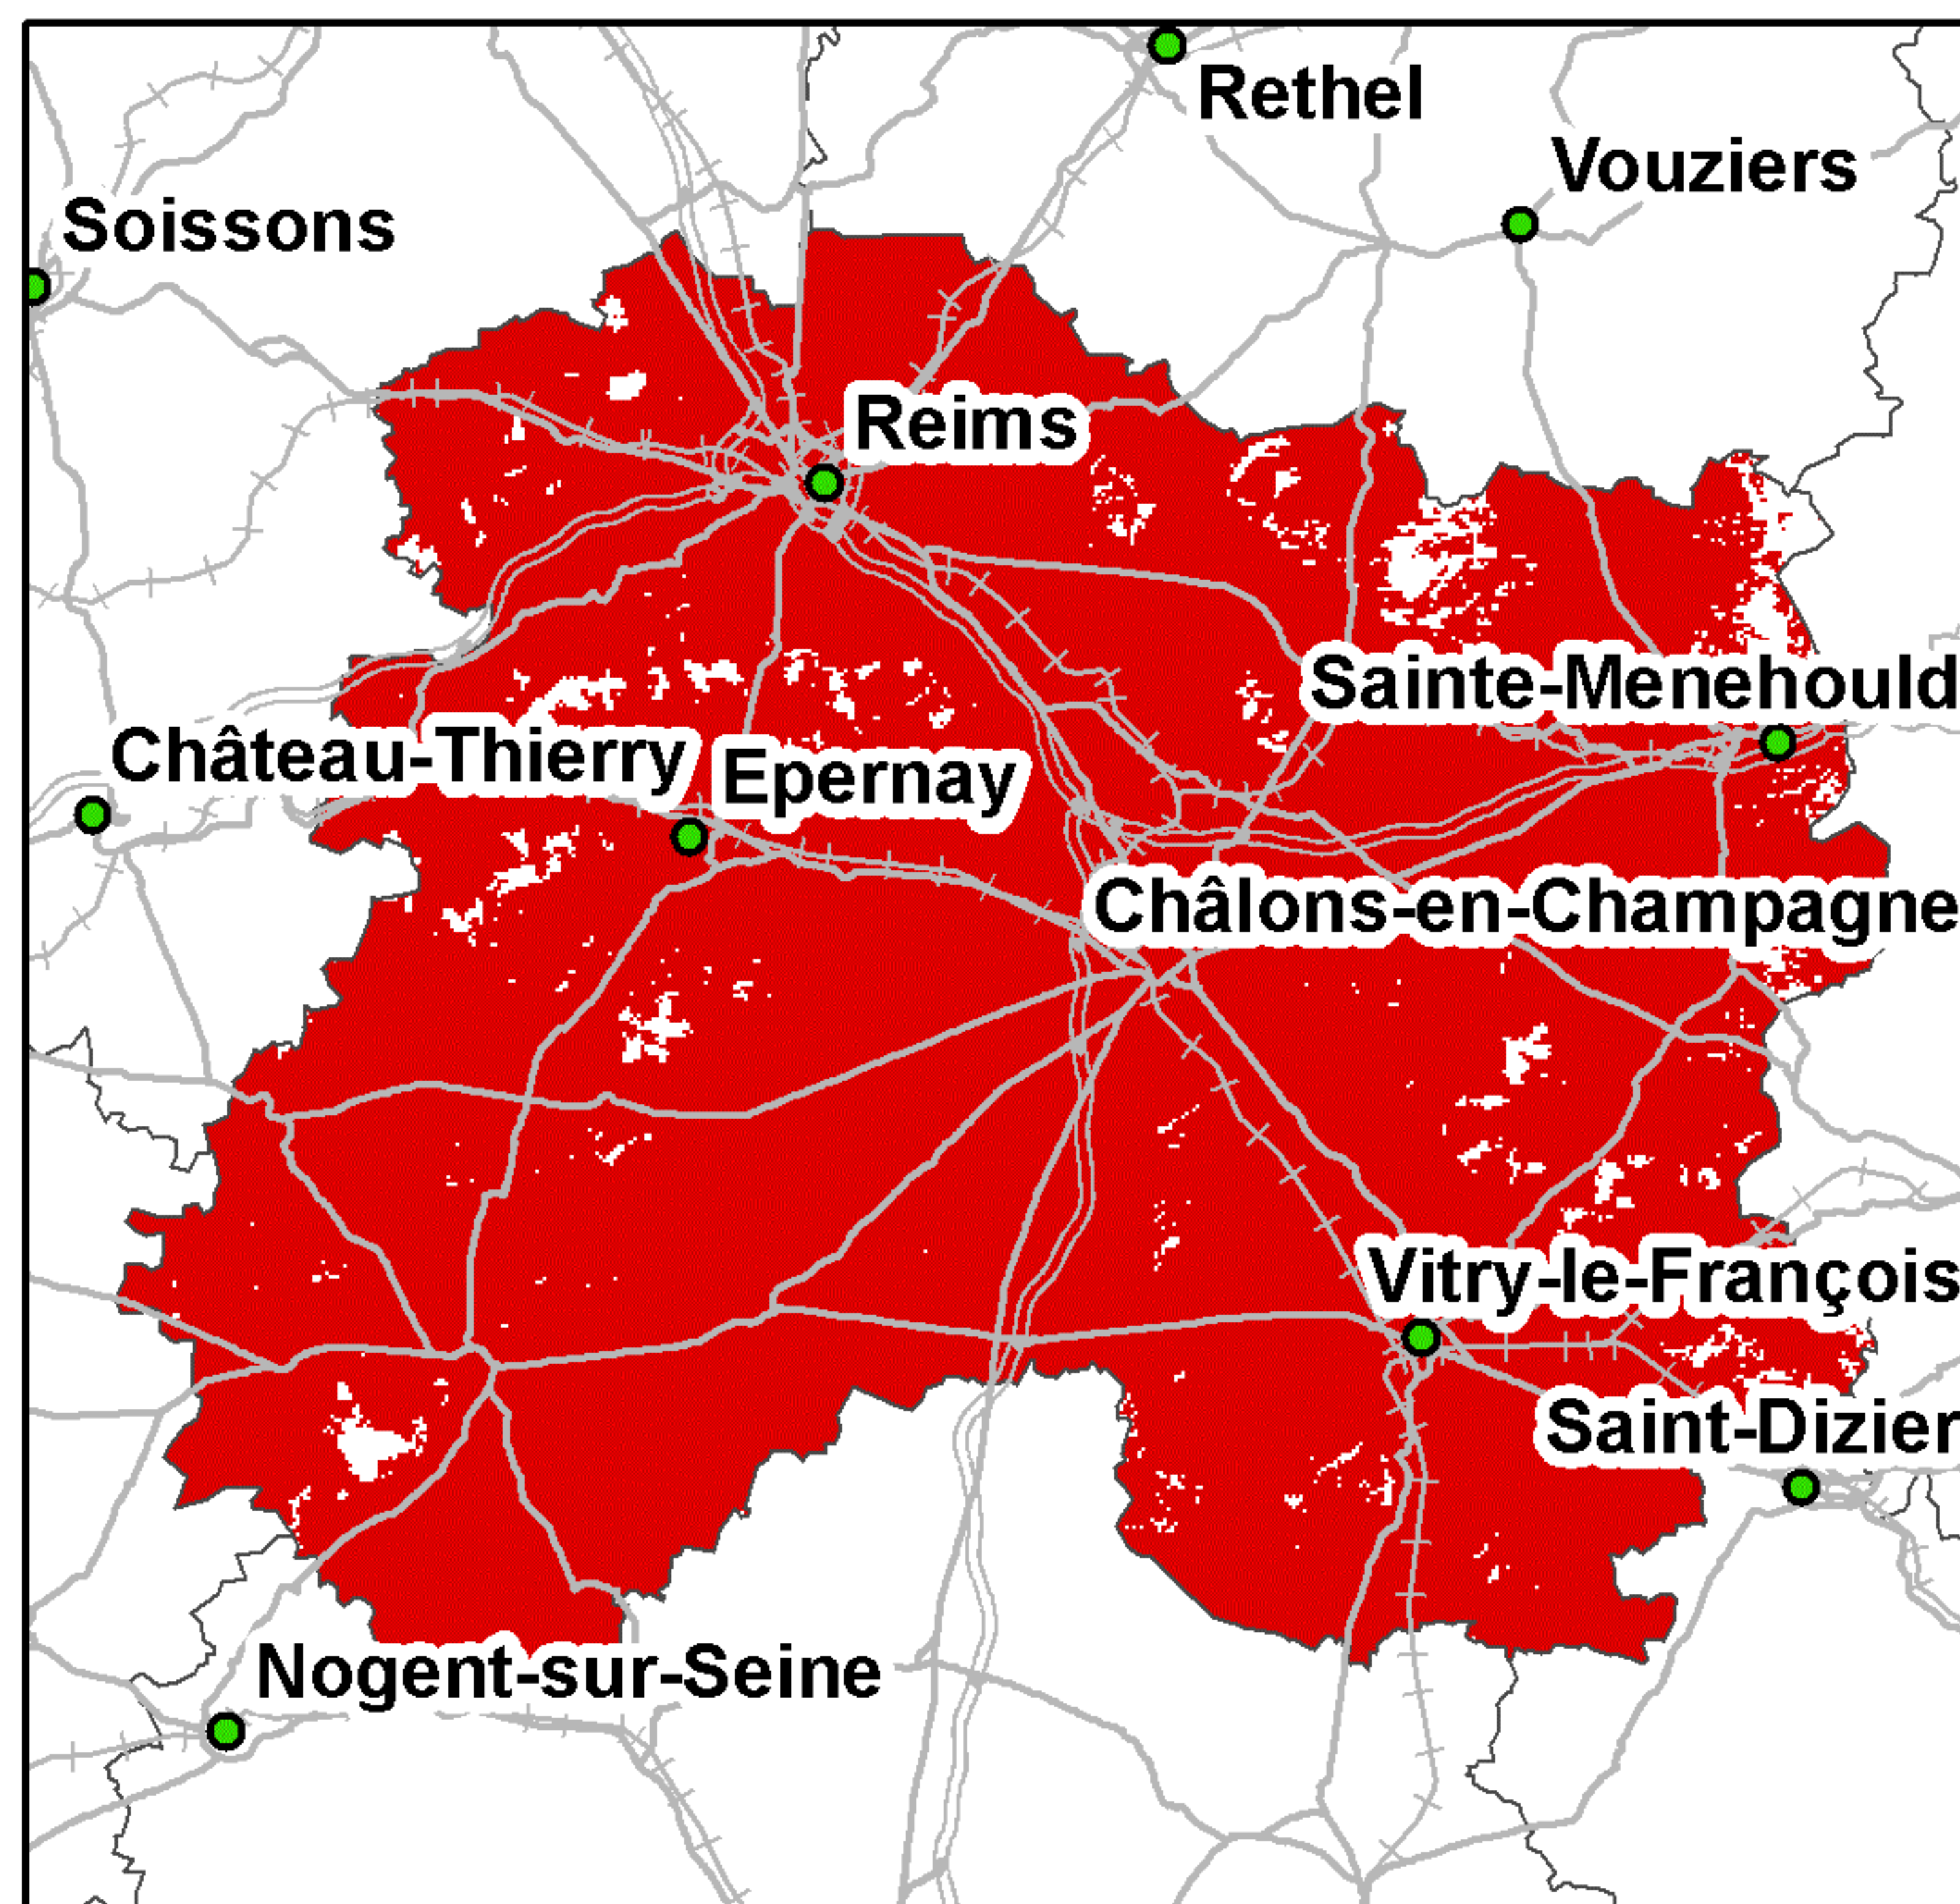 Rethel
Vouziers
Soissons
Reims
Sainte-Menehould
Château-Thierry
Epernay
Châlons-en-Champagne
Vitry-le-François
Saint-Dizier
Nogent-sur-Seine